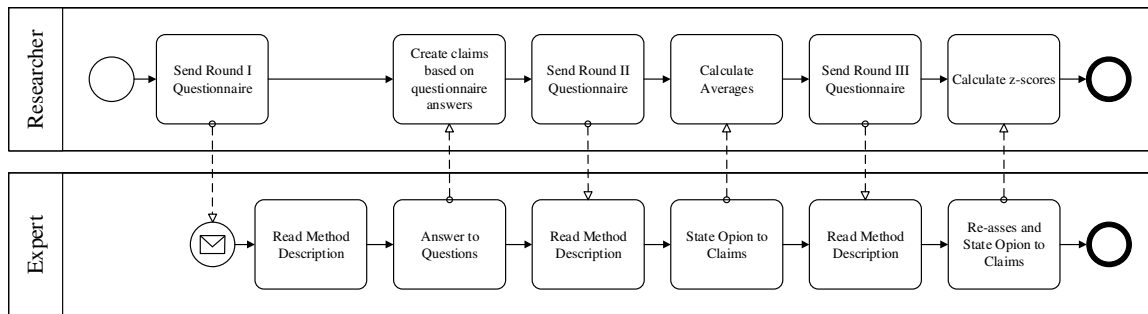 Researcher
Send Round I
Questionnaire
Create claims
based on
questionnaire
answers
Send Round II
Questionnaire
Calculate
Averages
Send Round III
Questionnaire
Calculate z-scores
Expert
Read Method
Description
Answer to
Questions
Read Method
Description
State Opion to
Claims
Read Method
Description
Re-asses and
State Opion to
Claims